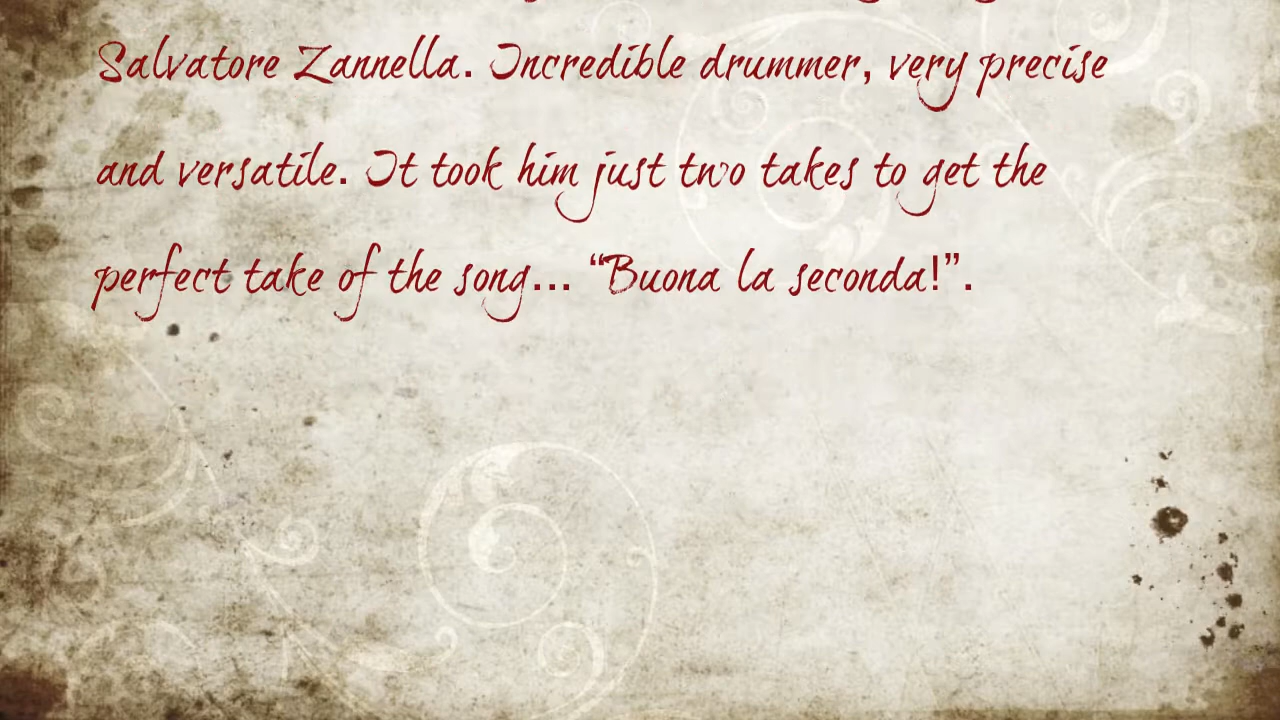 Salvatore Zannella. Incredible drummer, very precise
and versatile. It took him just two takes to get the
perfect take of the song... “Buona la seconda!”.